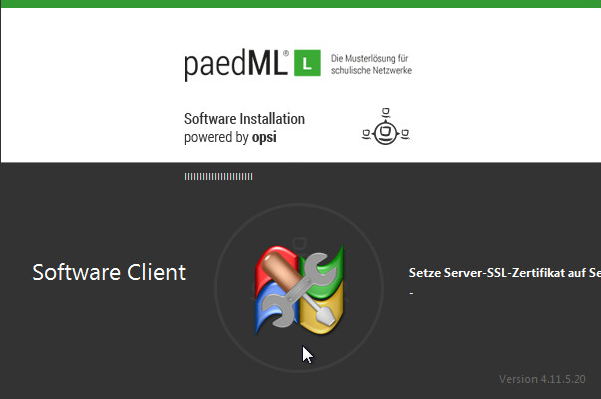 paedML® L Die Musterlösung für
schulische Netzwerke
Software Installation
powered by opsi
Software Client
Setze Server-SSL-Zertifikat auf Se
-
Version 4.11.5.20